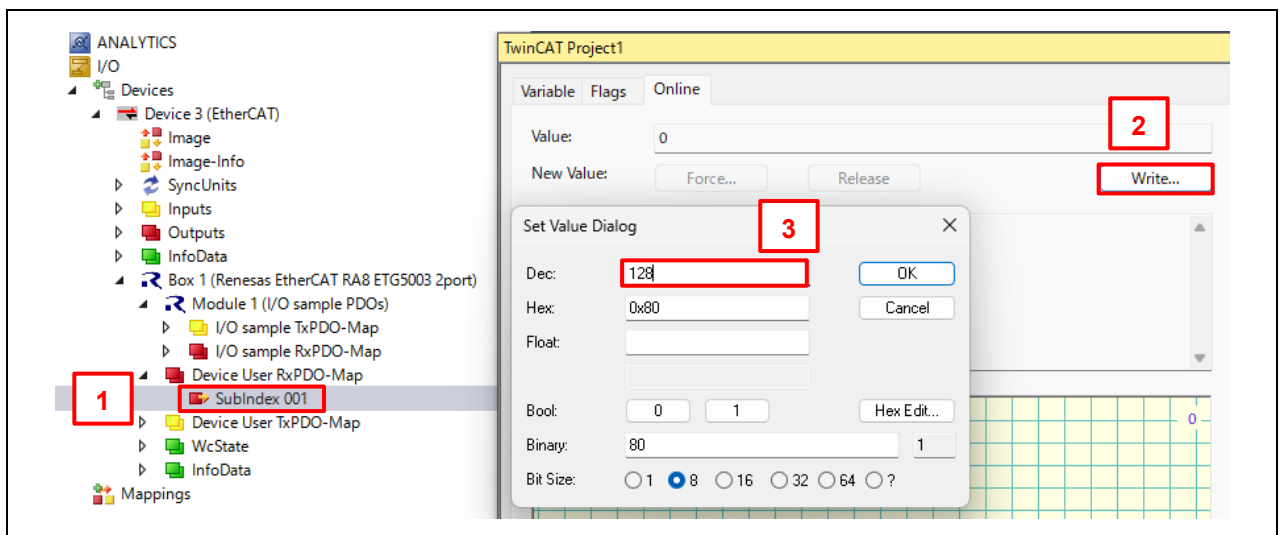 ANALYTICS
I/O
Devices
Device 3 (EtherCAT)
Image
Image-Info
SyncUnits
Inputs
Outputs
InfoData
Box 1 (Renesas EtherCAT RA8 ETG5003 2port)
Module 1 (I/O sample PDOs)
I/O sample TxPDO-Map
I/O sample RxPDO-Map
Device User RxPDO-Map
1
SubIndex 001
Device User TxPDO-Map
WcState
InfoData
Mappings
TwinCAT Project1
Variable Flags Online
Value: 0
2
New Value: Force... Release Write...
Set Value Dialog
3
Dec: 128 OK
Hex: 0x80 Cancel
Float:
Bool: 0 1 Hex Edit...
Binary: 80 1
Bit Size: 1 8 16 32 64 ?
0